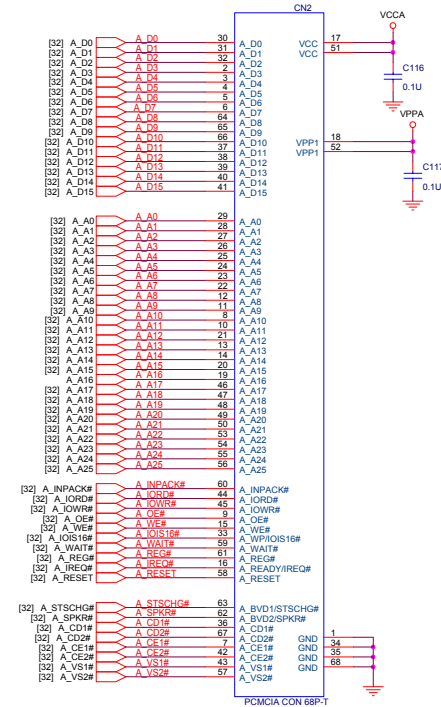 CN2
VCCA
[32] A_D0 A_D0 30 A_D0 VCC 17
[32] A_D1 A_D1 31 A_D1 VCC 51
[32] A_D2 A_D2 32 A_D2
[32] A_D3 A_D3 2 A_D3
[32] A_D4 A_D4 3 A_D4 C116
[32] A_D5 A_D5 4 A_D5
[32] A_D6 A_D6 5 A_D6 0.1U
[32] A_D7 A_D7 6 A_D7
[32] A_D8 A_D8 64 A_D8
[32] A_D9 A_D9 65 A_D9 VPPA
[32] A_D10 A_D10 66 A_D10 VPP1 18
[32] A_D11 A_D11 37 A_D11 VPP1 52
[32] A_D12 A_D12 38 A_D12
[32] A_D13 A_D13 39 A_D13 C117
[32] A_D14 A_D14 40 A_D14
[32] A_D15 A_D15 41 A_D15 0.1U
[32] A_A0 A_A0 29 A_A0
[32] A_A1 A_A1 28 A_A1
[32] A_A2 A_A2 27 A_A2
[32] A_A3 A_A3 26 A_A3
[32] A_A4 A_A4 25 A_A4
[32] A_A5 A_A5 24 A_A5
[32] A_A6 A_A6 23 A_A6
[32] A_A7 A_A7 22 A_A7
[32] A_A8 A_A8 12 A_A8
[32] A_A9 A_A9 11 A_A9
[32] A_A10 A_A10 8 A_A10
[32] A_A11 A_A11 10 A_A11
[32] A_A12 A_A12 21 A_A12
[32] A_A13 A_A13 13 A_A13
[32] A_A14 A_A14 14 A_A14
[32] A_A15 A_A15 20 A_A15
A_A16 A_A16 19 A_A16
[32] A_A17 A_A17 46 A_A17
[32] A_A18 A_A18 47 A_A18
[32] A_A19 A_A19 48 A_A19
[32] A_A20 A_A20 49 A_A20
[32] A_A21 A_A21 50 A_A21
[32] A_A22 A_A22 53 A_A22
[32] A_A23 A_A23 54 A_A23
[32] A_A24 A_A24 55 A_A24
[32] A_A25 A_A25 56 A_A25
[32] A_INPACK# A_INPACK# 60 A_INPACK#
[32] A_IORD# A_IORD# 44 A_IORD#
[32] A_IOWR# A_IOWR# 45 A_IOWR#
[32] A_OE# A_OE# 9 A_OE#
[32] A_WE# A_WE# 15 A_WE#
[32] A_IOIS16# A_IOIS16# 33 A_WP/IOIS16#
[32] A_WAIT# A_WAIT# 59 A_WAIT#
[32] A_REG# A_REG# 61 A_REG#
[32] A_IREQ# A_IREQ# 16 A_READY/IREQ#
[32] A_RESET A_RESET 58 A_RESET
[32] A_STSCHG# A_STSCHG# 63 A_BVD1/STSCHG#
[32] A_SPKR# A_SPKR# 62 A_BVD2/SPKR#
[32] A_CD1# A_CD1# 36 A_CD1#
[32] A_CD2# A_CD2# 67 A_CD2# GND 1
[32] A_CE1# A_CE1# 7 A_CE1# GND 34
[32] A_CE2# A_CE2# 42 A_CE2# GND 35
[32] A_VS1# A_VS1# 43 A_VS1# GND 68
[32] A_VS2# A_VS2# 57 A_VS2#
PCMCIA CON 68P-T